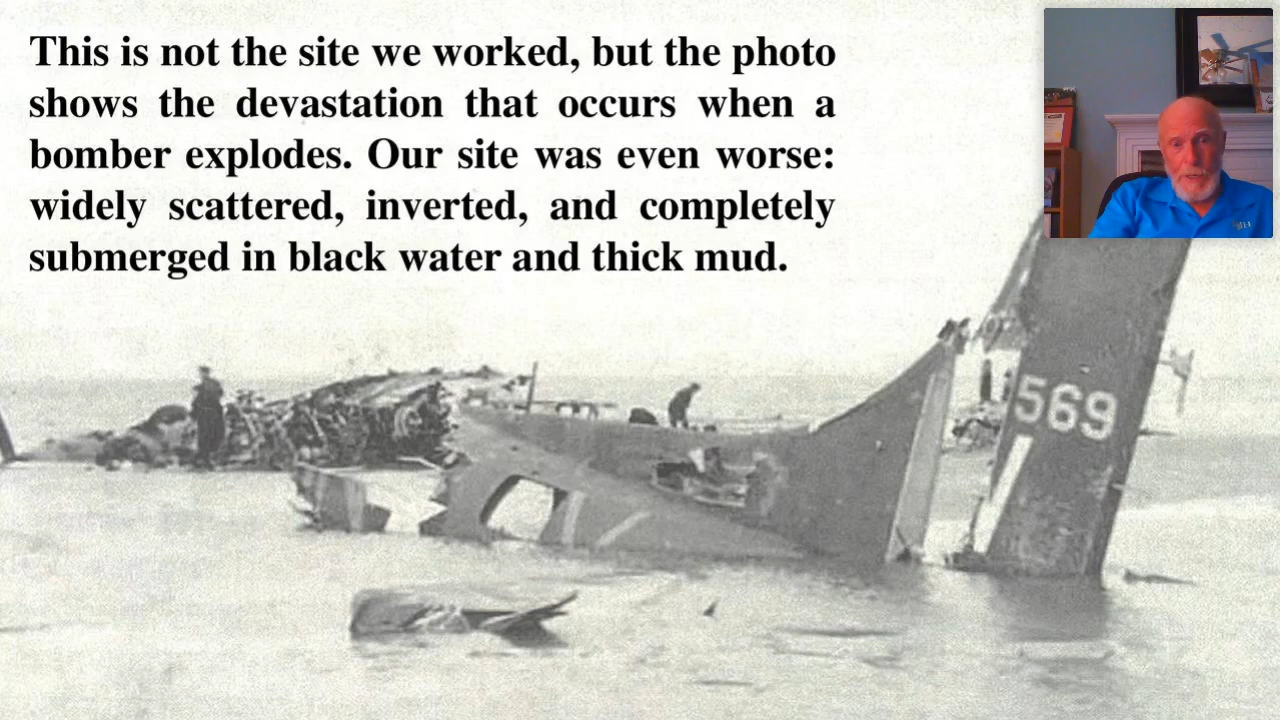 This is not the site we worked, but the photo
shows the devastation that occurs when a
bomber explodes. Our site was even worse:
widely scattered, inverted, and completely
submerged in black water and thick mud.
569